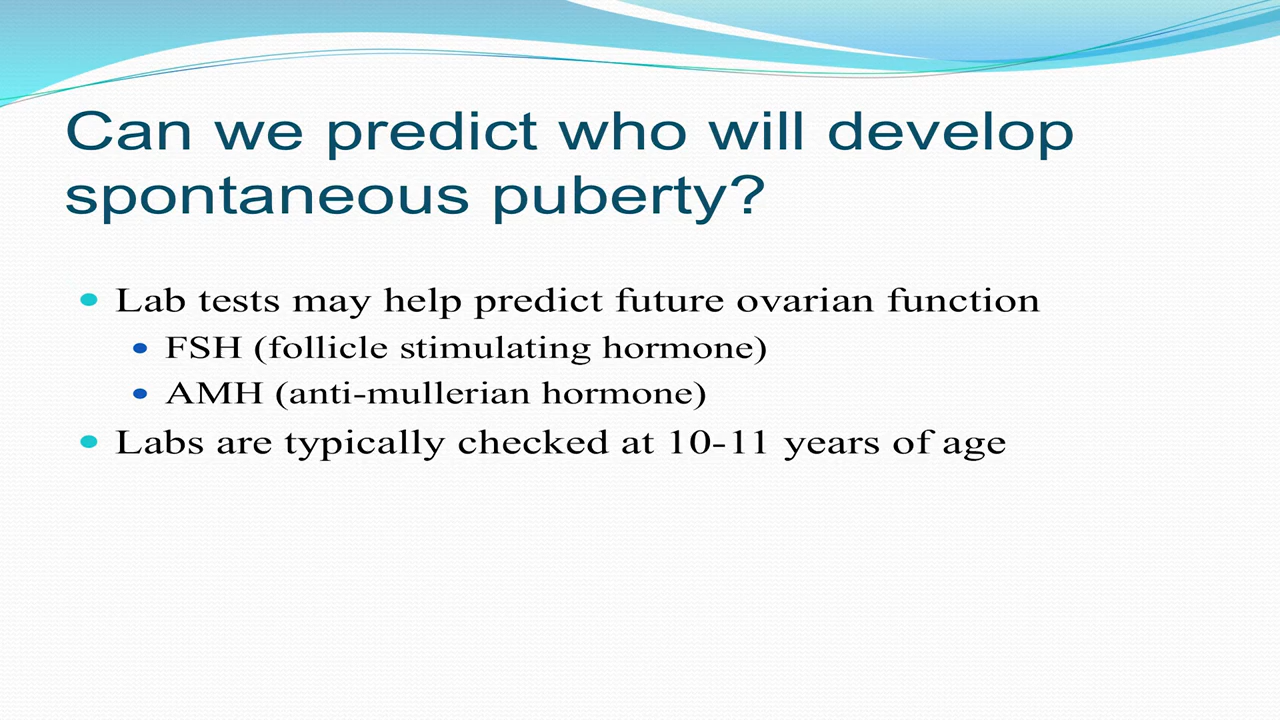 Can we predict who will develop
spontaneous puberty?
Lab tests may help predict future ovarian function
FSH (follicle stimulating hormone)
AMH (anti-mullerian hormone)
Labs are typically checked at 10-11 years of age